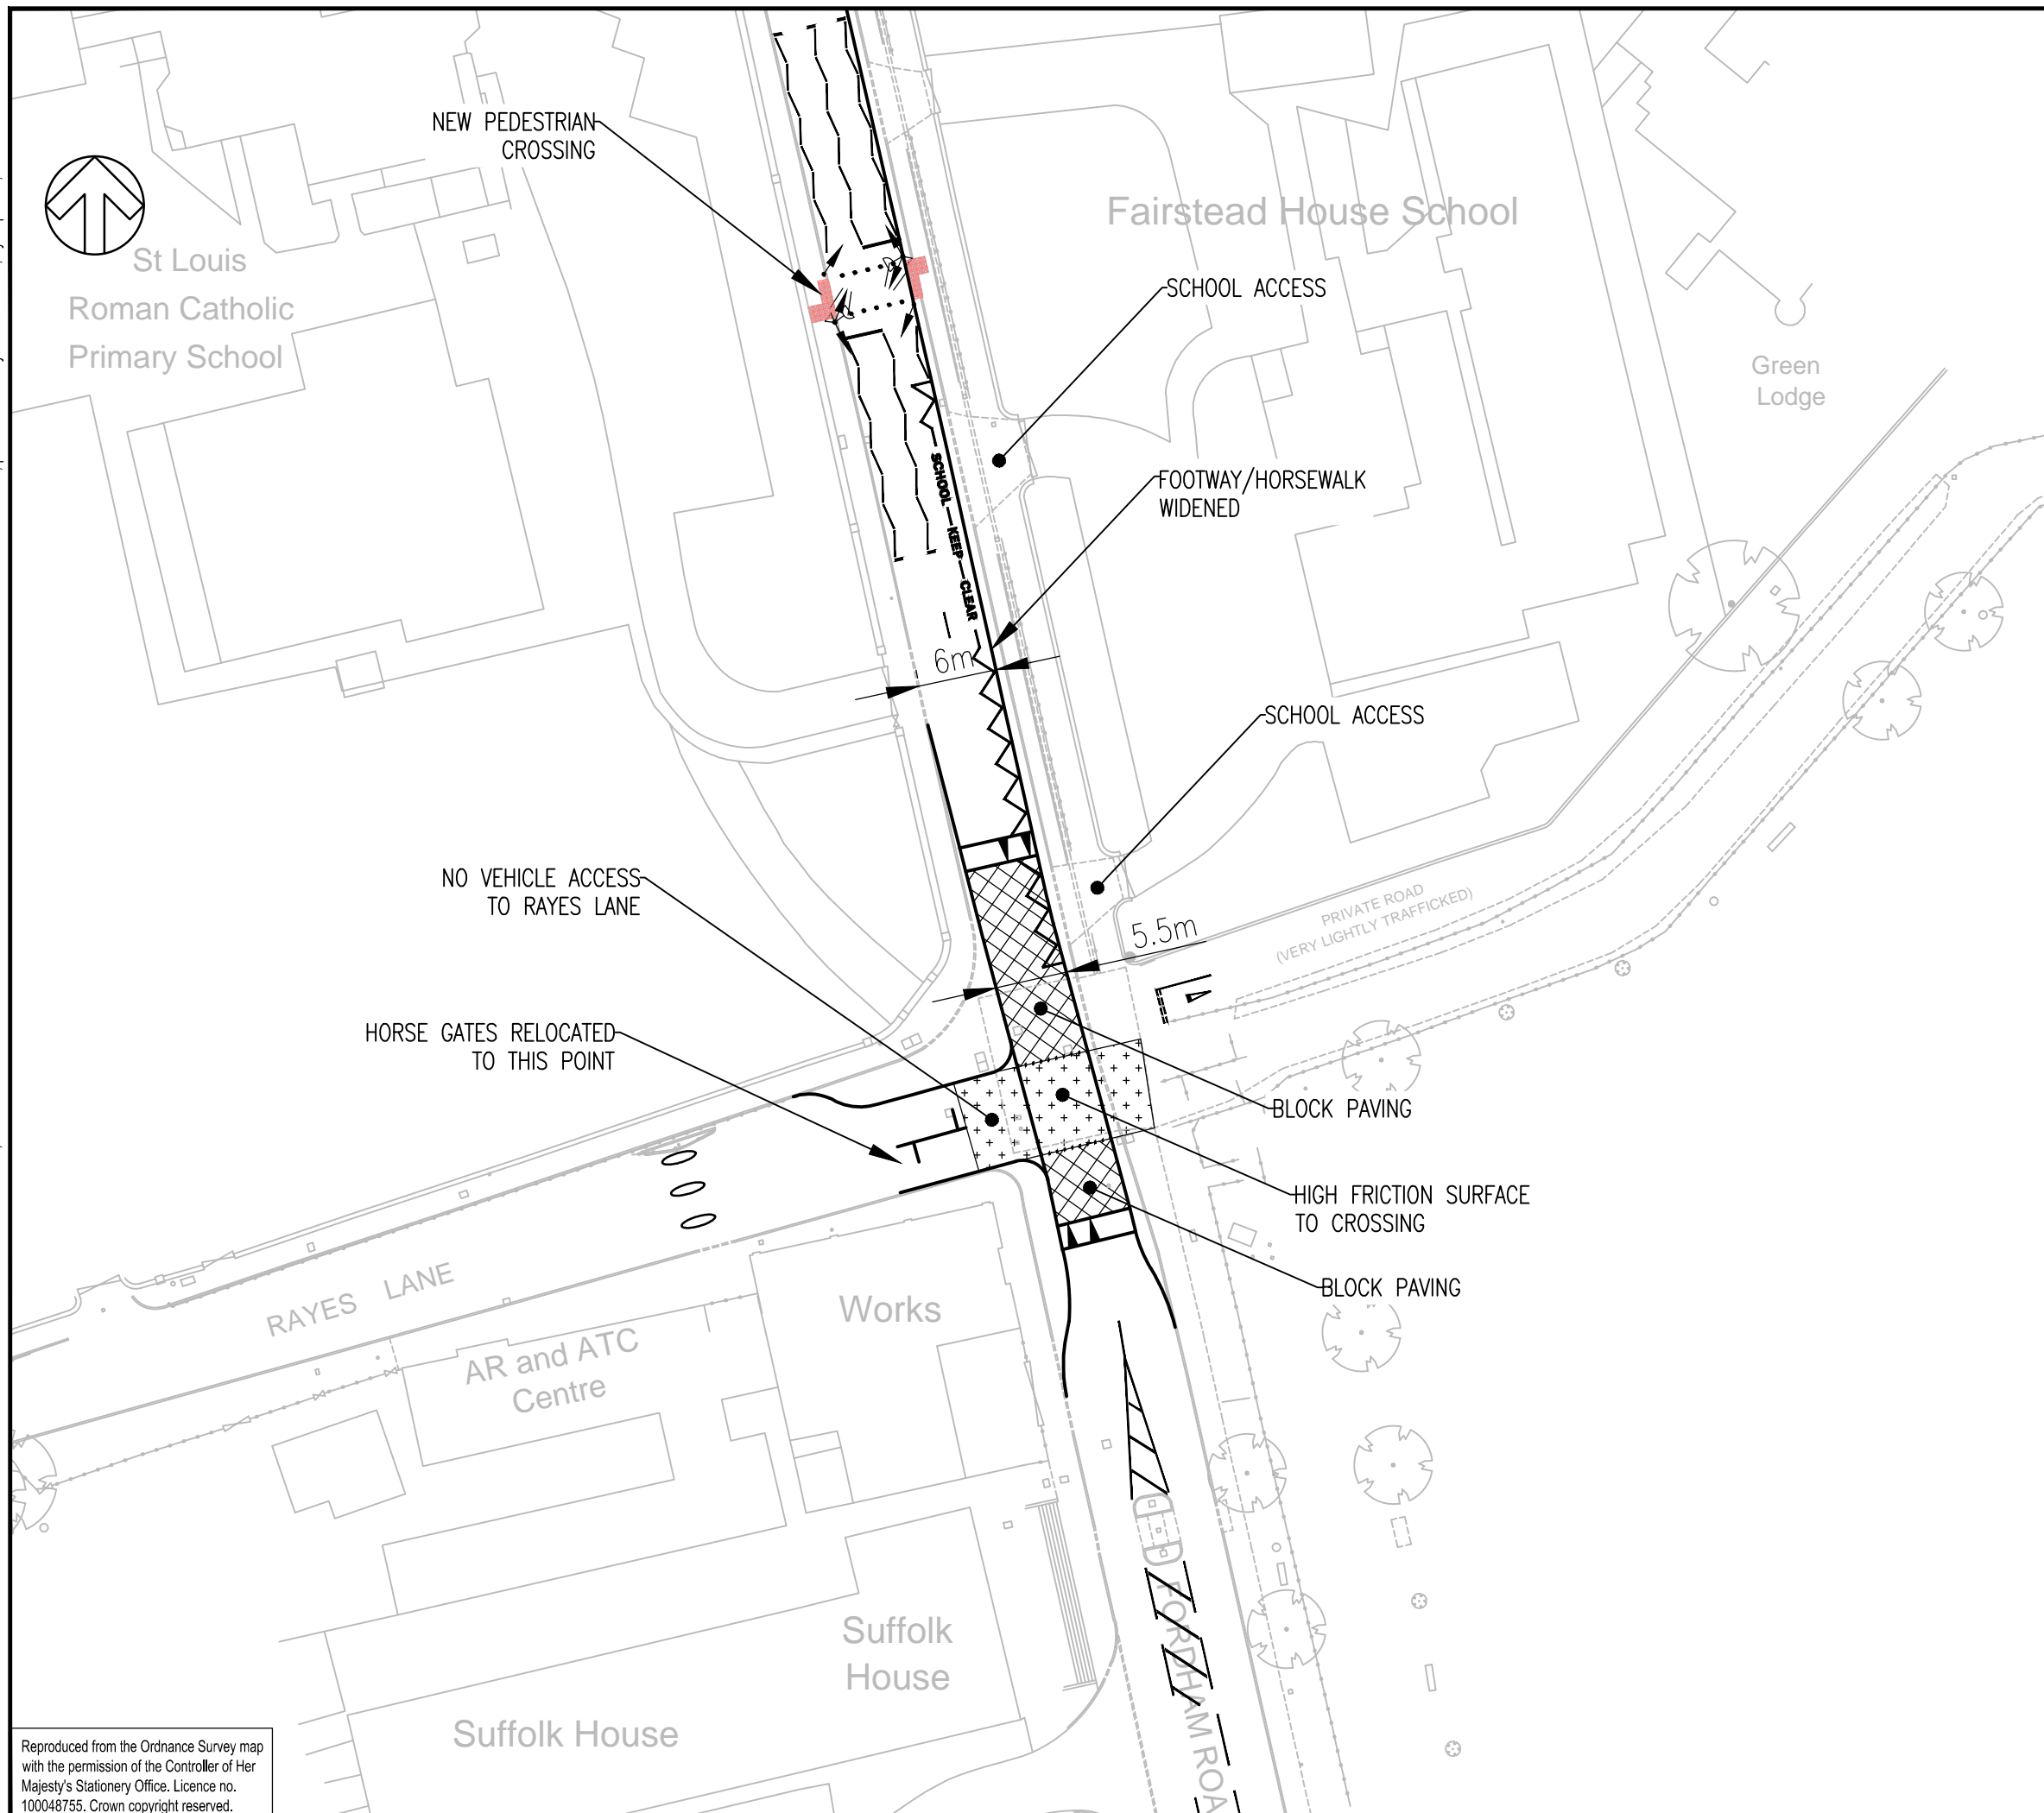 NEW PEDESTRIAN
CROSSING
St Louis
Roman Catholic
Primary School
Fairstead House School
SCHOOL ACCESS
Green
Lodge
FOOTWAY/HORSEWALK
WIDENED
SCHOOL KEEP CLEAR
6m
SCHOOL ACCESS
NO VEHICLE ACCESS
TO RAYES LANE
PRIVATE ROAD
(VERY LIGHTLY TRAFFICKED)
5.5m
HORSE GATES RELOCATED
TO THIS POINT
BLOCK PAVING
HIGH FRICTION SURFACE
TO CROSSING
BLOCK PAVING
RAYES LANE
Works
AR and ATC
Centre
FORDHAM ROA
Suffolk
House
Suffolk House
Reproduced from the Ordnance Survey map
with the permission of the Controller of Her
Majesty's Stationery Office. Licence no.
100048755. Crown copyright reserved.